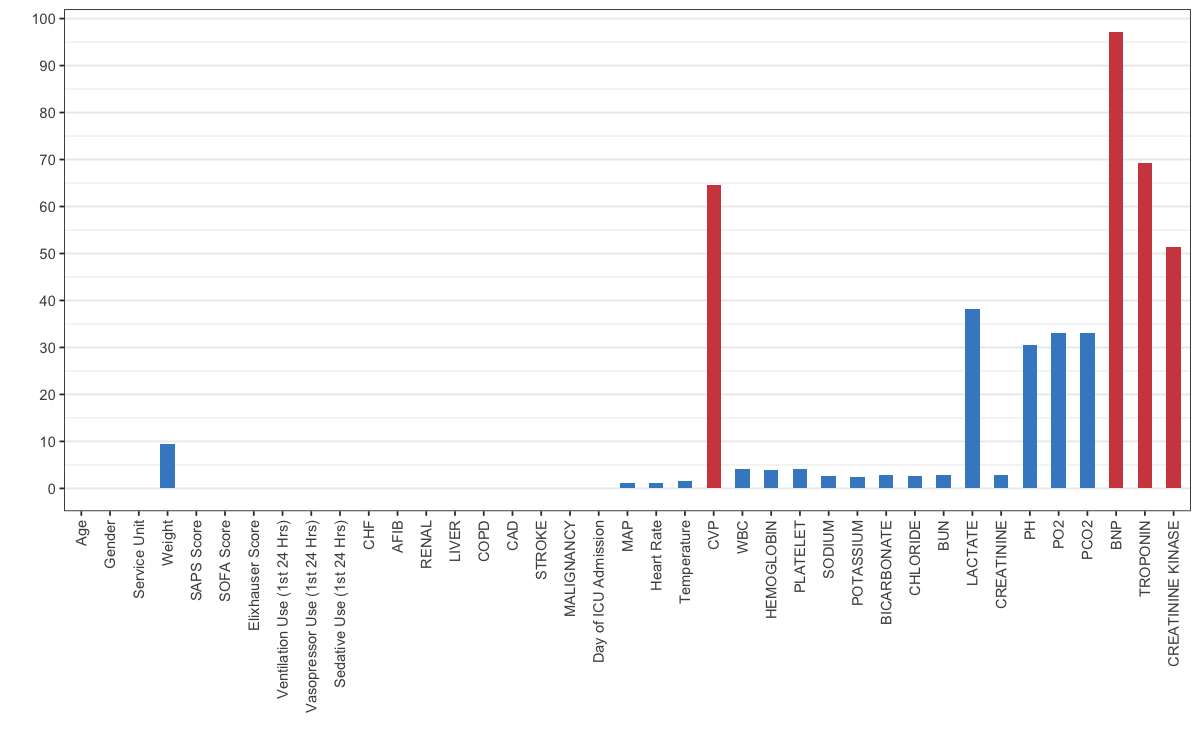 100
90
80
70
60
50
40
30
20
10
0
Age
Gender
Service Unit
Weight
SAPS Score
SOFA Score
Elixhauser Score
Ventilation Use (1st 24 Hrs)
Vasopressor Use (1st 24 Hrs)
Sedative Use (1st 24 Hrs)
CHF
AFIB
RENAL
LIVER
COPD
CAD
STROKE
MALIGNANCY
Day of ICU Admission
MAP
Heart Rate
Temperature
CVP
WBC
HEMOGLOBIN
PLATELET
SODIUM
POTASSIUM
BICARBONATE
CHLORIDE
BUN
LACTATE
CREATININE
PH
PO2
PCO2
BNP
TROPONIN
CREATININE KINASE